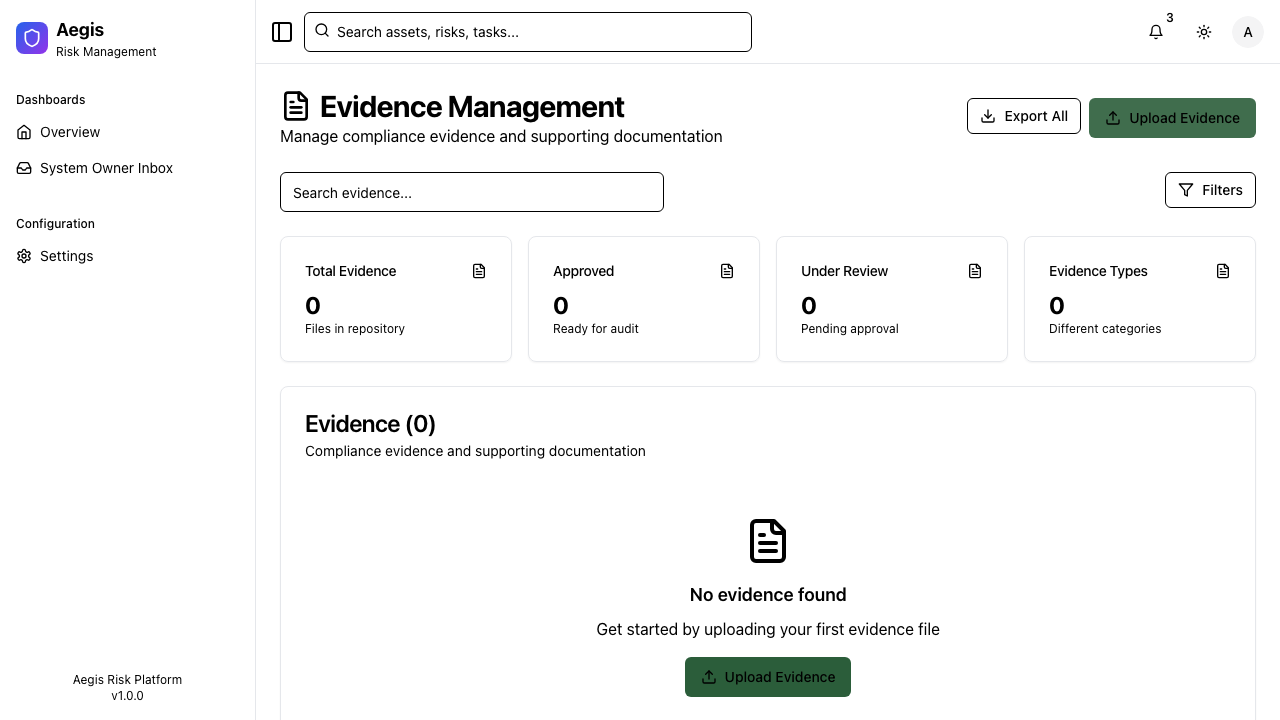 Aegis
Risk Management
Dashboards
Overview
System Owner Inbox
Configuration
Settings
Aegis Risk Platform
v1.0.0
Search assets, risks, tasks...
3
A
Evidence Management
Manage compliance evidence and supporting documentation
Export All
Upload Evidence
Search evidence...
Filters
Total Evidence
0
Files in repository
Approved
0
Ready for audit
Under Review
0
Pending approval
Evidence Types
0
Different categories
Evidence (0)
Compliance evidence and supporting documentation
No evidence found
Get started by uploading your first evidence file
Upload Evidence